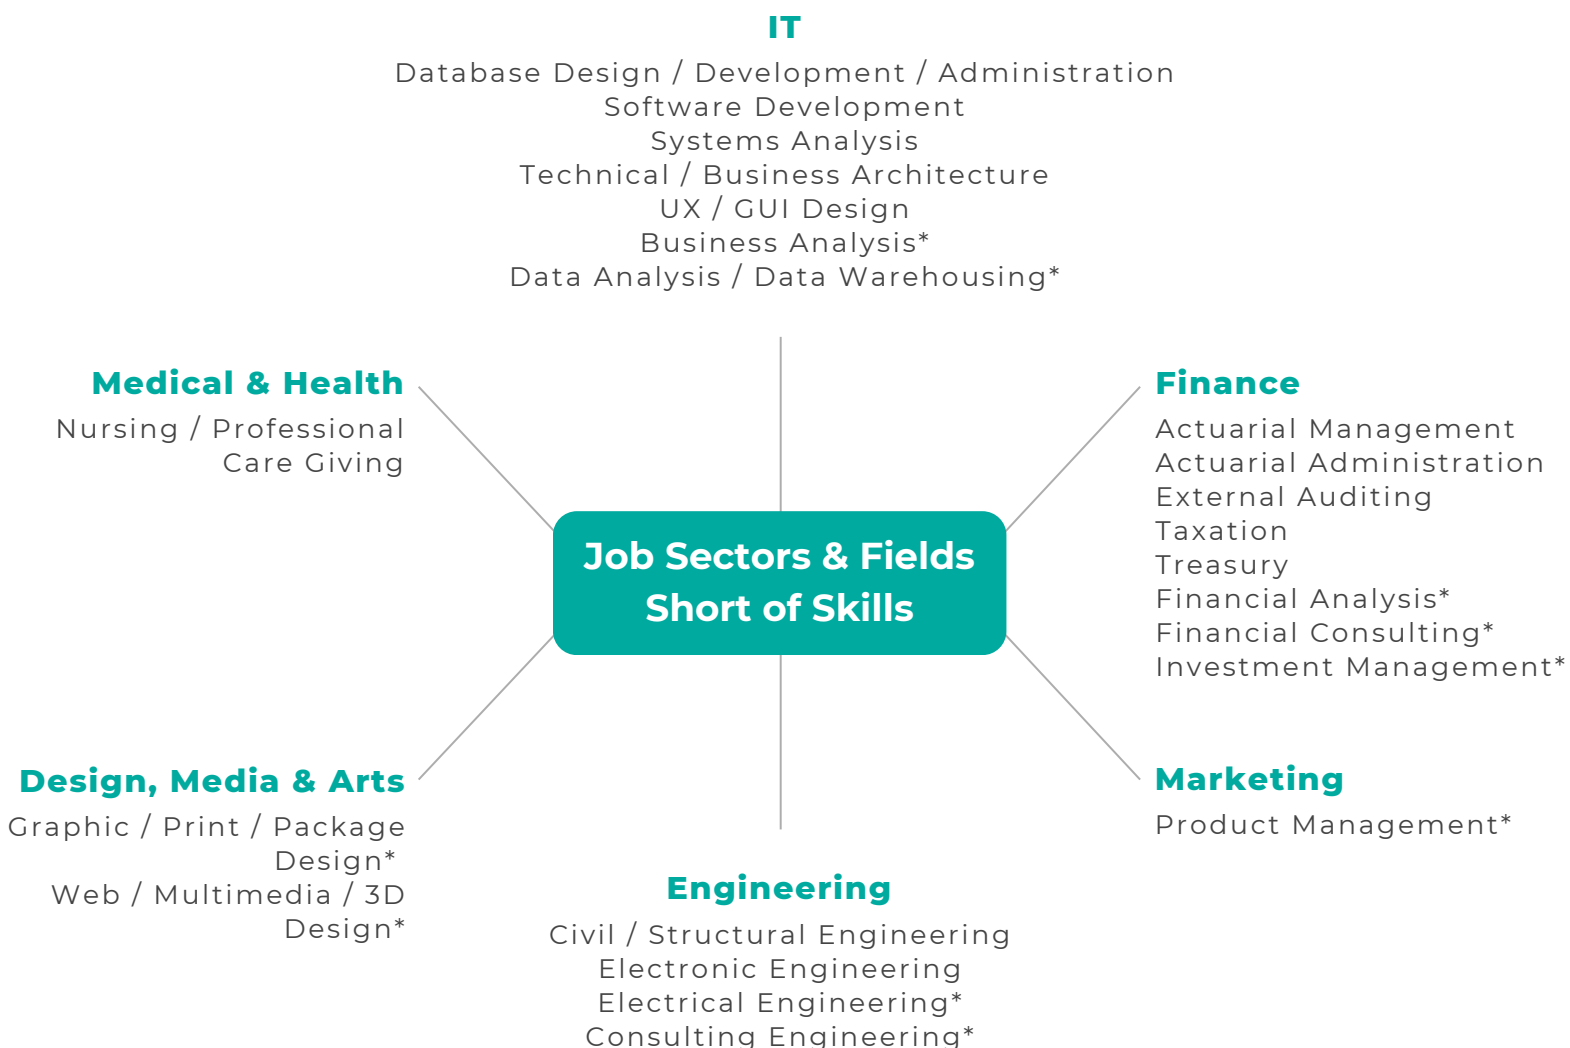 IT
Database Design / Development / Administration
Software Development
Systems Analysis
Technical / Business Architecture
UX / GUI Design
Business Analysis*
Data Analysis / Data Warehousing*
Medical & Health
Nursing / Professional
Care Giving
Finance
Actuarial Management
Actuarial Administration
External Auditing
Taxation
Treasury
Financial Analysis*
Financial Consulting*
Investment Management*
Job Sectors & Fields
Short of Skills
Design, Media & Arts
Graphic / Print / Package
Design*
Web / Multimedia / 3D
Design*
Marketing
Product Management*
Engineering
Civil / Structural Engineering
Electronic Engineering
Electrical Engineering*
Consulting Engineering*